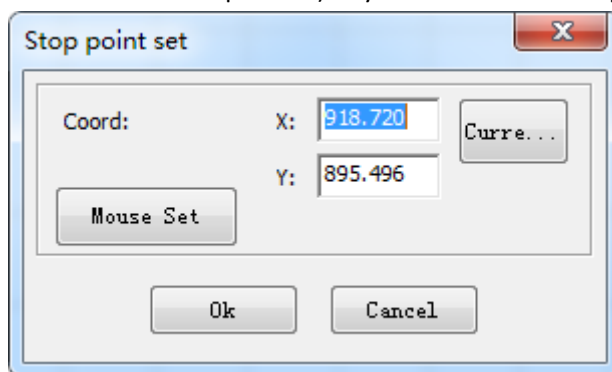 Stop point set
Coord: X: 918.720 Curre...
Y: 895.496
Mouse Set
Ok Cancel